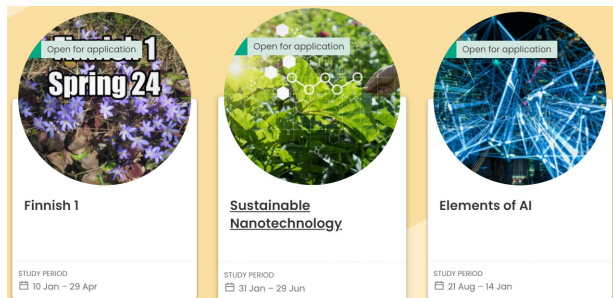 Open for application
Finnish 1
Spring 24
Finnish 1
STUDY PERIOD
10 Jan – 29 Apr
Open for application
Sustainable
Nanotechnology
STUDY PERIOD
31 Jan – 29 Jun
Open for application
Elements of AI
STUDY PERIOD
21 Aug – 14 Jan